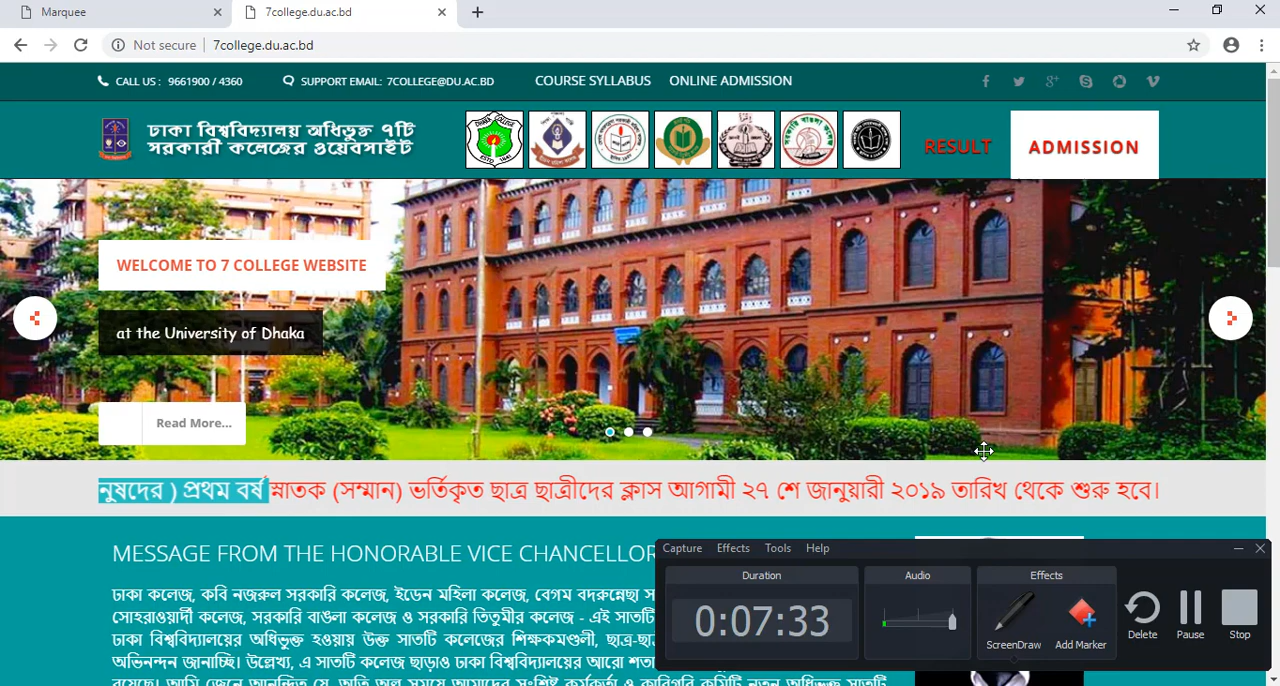 Marquee
7college.du.ac.bd
Not secure
7college.du.ac.bd
CALL US : 9661900 / 4360
SUPPORT EMAIL: 7COLLEGE@DU.AC.BD
COURSE SYLLABUS
ONLINE ADMISSION
ঢাকা বিশ্ববিদ্যালয় অধিভুক্ত ৭টি
সরকারী কলেজের ওয়েবসাইট
RESULT
ADMISSION
WELCOME TO 7 COLLEGE WEBSITE
at the University of Dhaka
Read More...
নুষদের ) প্রথম বর্ষ স্নাতক (সম্মান) ভর্তিকৃত ছাত্র ছাত্রীদের ক্লাস আগামী ২৭ শে জানুয়ারী ২০১৯ তারিখ থেকে শুরু হবে।
MESSAGE FROM THE HONORABLE VICE CHANCELLOR
ঢাকা কলেজ, কবি নজরুল সরকারি কলেজ, ইডেন মহিলা কলেজ, বেগম বদরুন্নেছা স
সোহরাওয়ার্দী কলেজ, সরকারি বাঙলা কলেজ ও সরকারি তিতুমীর কলেজ - এই সাতটি
ঢাকা বিশ্ববিদ্যালয়ের অধিভুক্ত হওয়ায় উক্ত সাতটি কলেজের শিক্ষকমণ্ডলী, ছাত্র-ছা
অভিনন্দন জানাচ্ছি। উল্লেখ্য, এ সাতটি কলেজ ছাড়াও ঢাকা বিশ্ববিদ্যালয়ের আরো শতা
Capture Effects Tools Help
Duration
0:07:33
Audio
Effects
ScreenDraw
Add Marker
Delete
Pause
Stop